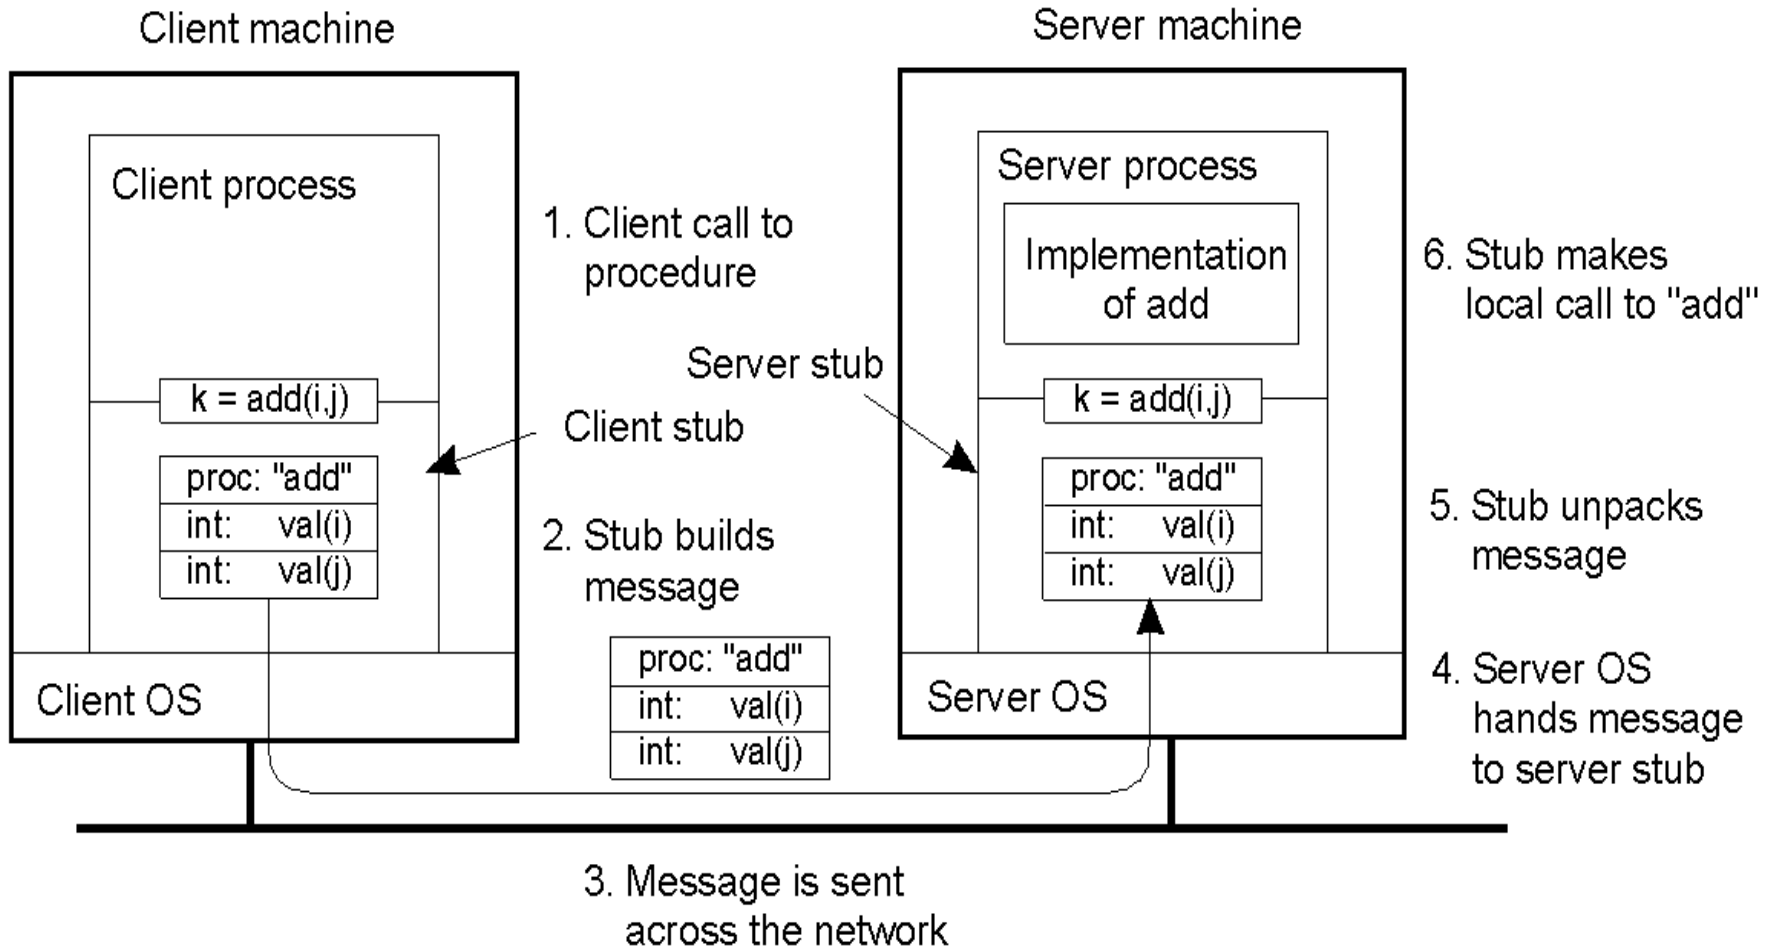 Client machine
Server machine
Client process
1. Client call to
procedure
k = add(i,j)
Client stub
proc: "add"
int: val(i)
int: val(j)
2. Stub builds
message
proc: "add"
int: val(i)
int: val(j)
Client OS
3. Message is sent
across the network
Server process
Implementation
of add
Server stub
k = add(i,j)
proc: "add"
int: val(i)
int: val(j)
Server OS
6. Stub makes
local call to "add"
5. Stub unpacks
message
4. Server OS
hands message
to server stub